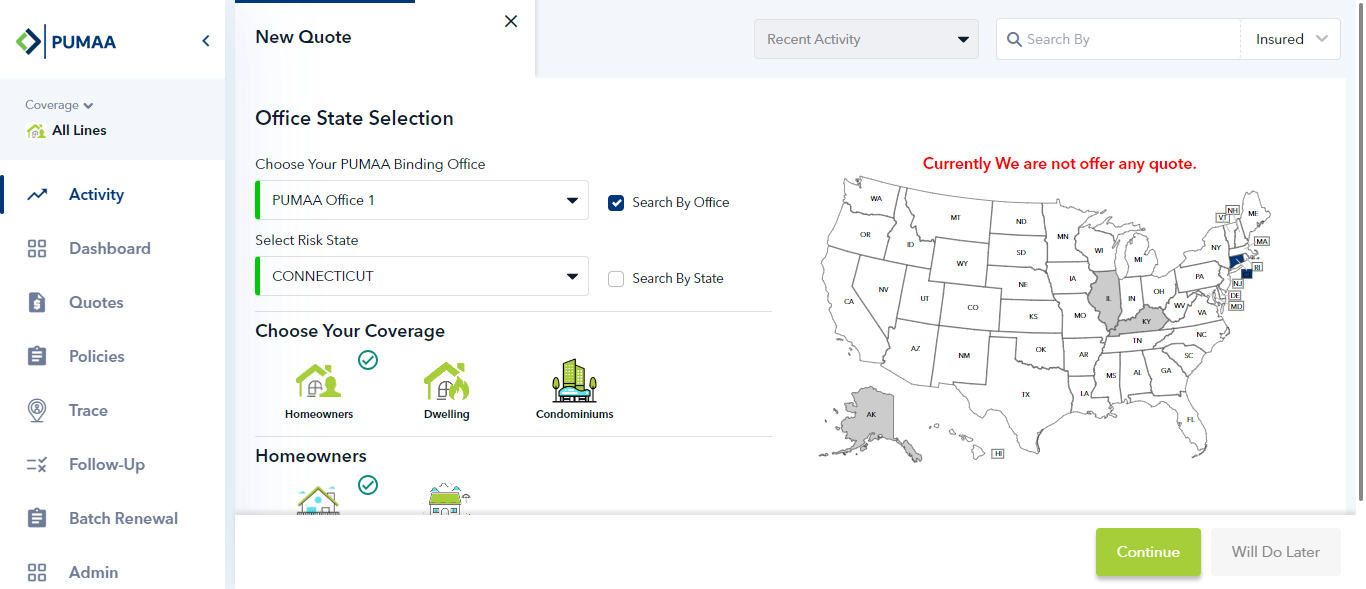 PUMAA
Coverage
All Lines
Activity
Dashboard
Quotes
Policies
Trace
Follow-Up
Batch Renewal
Admin
New Quote
Recent Activity
Search By
Insured
Office State Selection
Choose Your PUMAA Binding Office
PUMAA Office 1
Search By Office
Select Risk State
CONNECTICUT
Search By State
Choose Your Coverage
Homeowners
Dwelling
Condominiums
Homeowners
Currently We are not offer any quote.
WA
MT
ND
MN
OR
ID
SD
WI
MI
NY
VT
NH
ME
MA
RI
WY
IA
NE
NV
UT
CO
CA
KS
MO
IL
IN
OH
PA
NJ
DE
MD
WV
VA
KY
NC
TN
SC
AZ
NM
OK
AR
MS
AL
GA
LA
TX
FL
AK
HI
Continue
Will Do Later